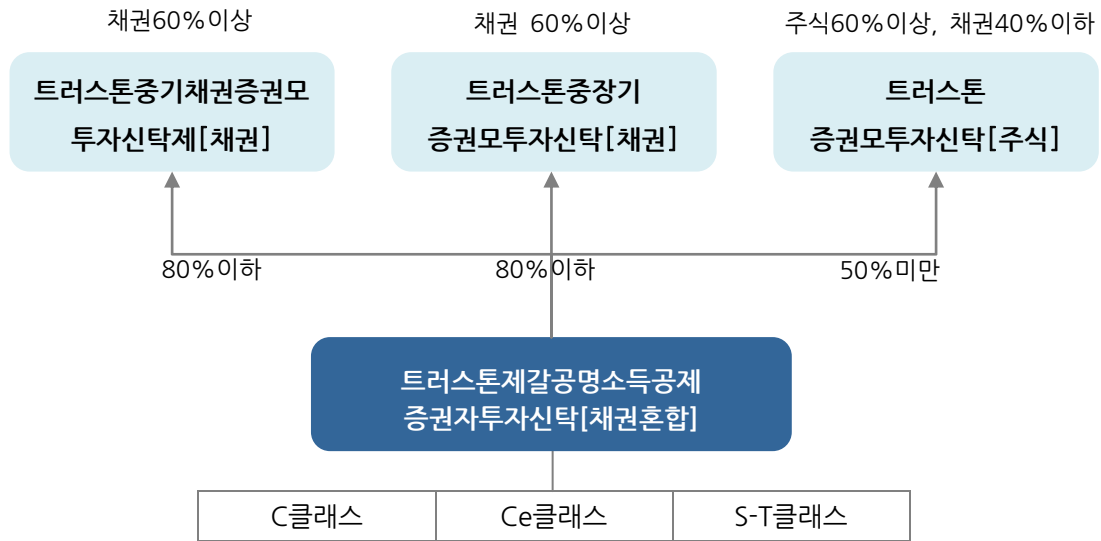 채권60%이상
채권 60%이상
주식60%이상, 채권40%이하
트러스톤중기채권증권모
투자신탁제[채권]
트러스톤중장기
증권모투자신탁[채권]
트러스톤
증권모투자신탁[주식]
80%이하
80%이하
50%미만
트러스톤제갈공명소득공제
증권자투자신탁[채권혼합]
C클래스
Ce클래스
S-T클래스